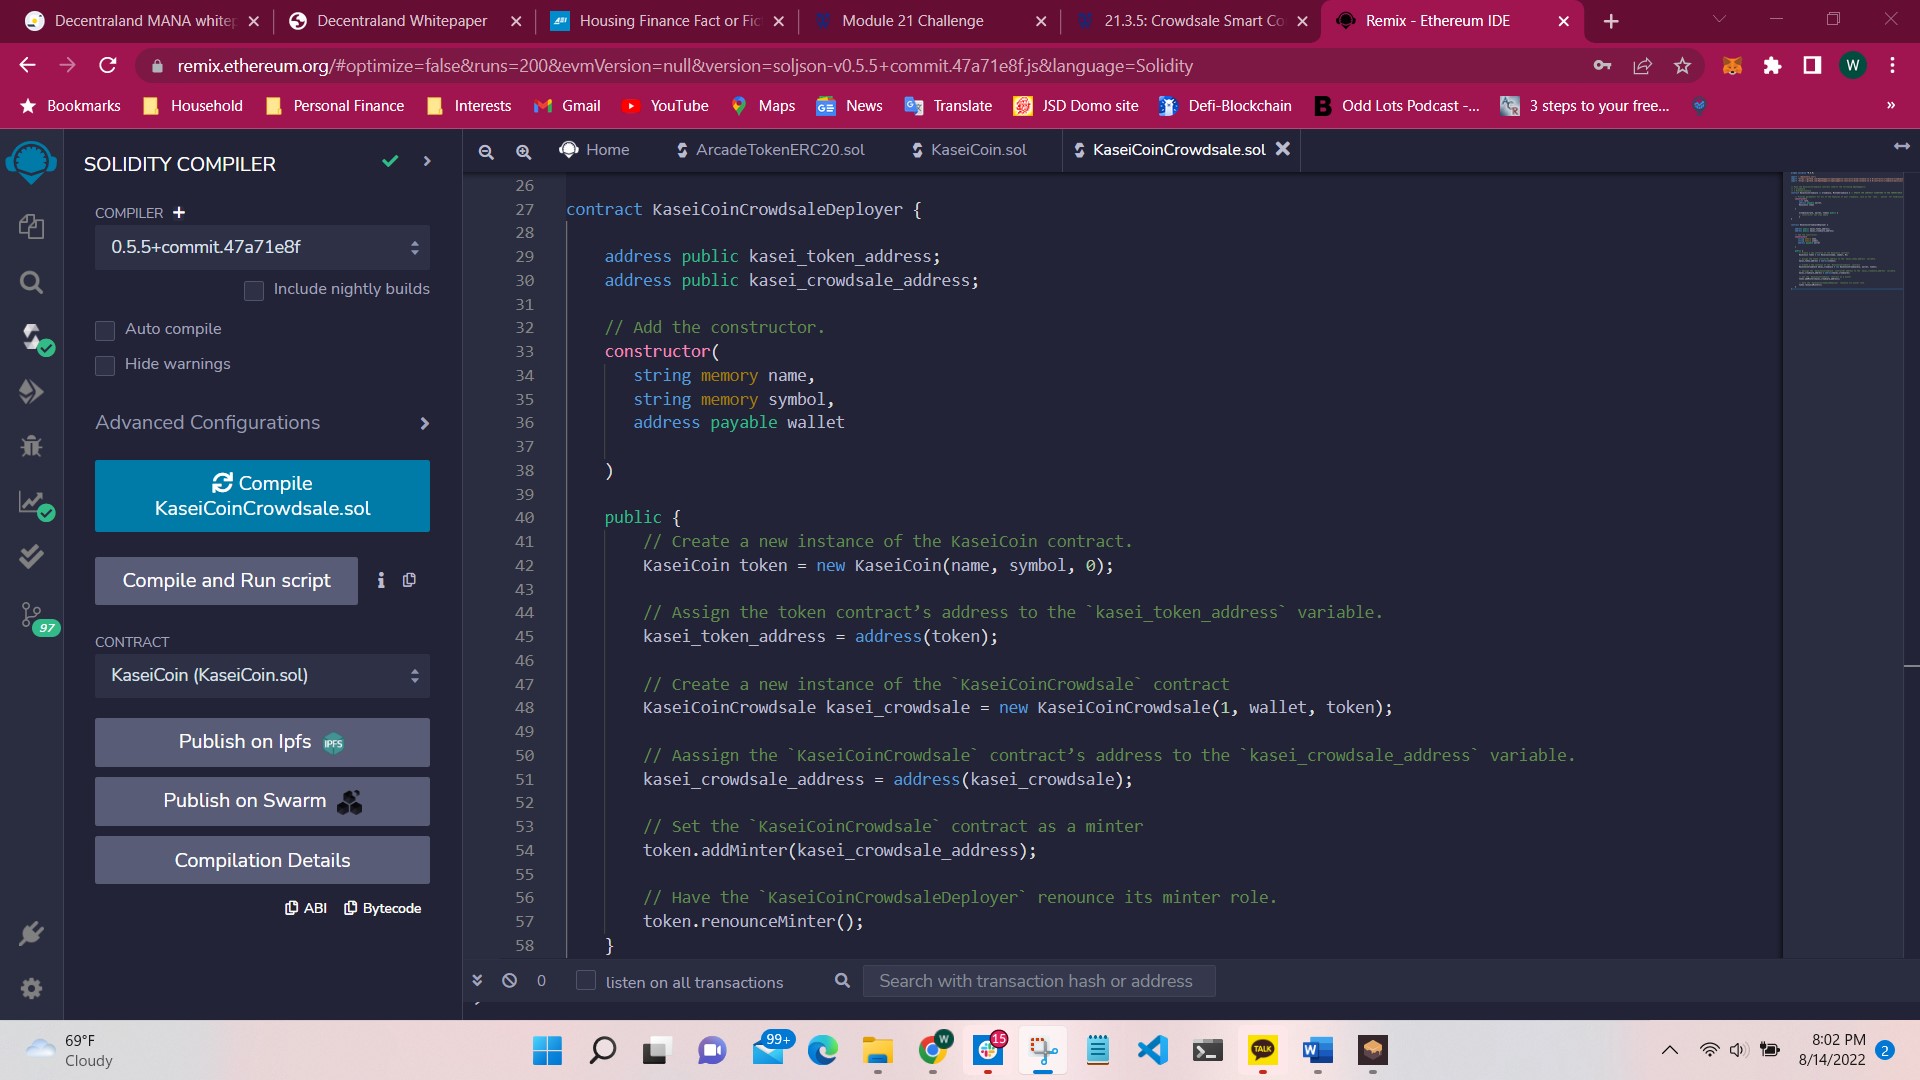 Decentraland MANA whitep
Decentraland Whitepaper
Housing Finance Fact or Fic
Module 21 Challenge
21.3.5: Crowdsale Smart Co
Remix - Ethereum IDE
remix.ethereum.org/#optimize=false&runs=200&evmVersion=null&version=soljson-v0.5.5+commit.47a71e8f.js&language=Solidity
W
Bookmarks
Household
Personal Finance
Interests
Gmail
YouTube
Maps
News
Translate
JSD Domo site
Defi-Blockchain
Odd Lots Podcast -...
3 steps to your free...
»
SOLIDITY COMPILER
Home
ArcadeTokenERC20.sol
KaseiCoin.sol
KaseiCoinCrowdsale.sol
COMPILER +
0.5.5+commit.47a71e8f
Include nightly builds
Auto compile
Hide warnings
Advanced Configurations
Compile
KaseiCoinCrowdsale.sol
Compile and Run script
97
CONTRACT
KaseiCoin (KaseiCoin.sol)
Publish on Ipfs IPFS
Publish on Swarm
Compilation Details
ABI Bytecode
26
27 contract KaseiCoinCrowdsaleDeployer {
28
29 address public kasei_token_address;
30 address public kasei_crowdsale_address;
31
32 // Add the constructor.
33 constructor(
34 string memory name,
35 string memory symbol,
36 address payable wallet
37
38 )
39
40 public {
41 // Create a new instance of the KaseiCoin contract.
42 KaseiCoin token = new KaseiCoin(name, symbol, 0);
43
44 // Assign the token contract’s address to the `kasei_token_address` variable.
45 kasei_token_address = address(token);
46
47 // Create a new instance of the `KaseiCoinCrowdsale` contract
48 KaseiCoinCrowdsale kasei_crowdsale = new KaseiCoinCrowdsale(1, wallet, token);
49
50 // Aassign the `KaseiCoinCrowdsale` contract’s address to the `kasei_crowdsale_address` variable.
51 kasei_crowdsale_address = address(kasei_crowdsale);
52
53 // Set the `KaseiCoinCrowdsale` contract as a minter
54 token.addMinter(kasei_crowdsale_address);
55
56 // Have the `KaseiCoinCrowdsaleDeployer` renounce its minter role.
57 token.renounceMinter();
58 }
0 listen on all transactions Search with transaction hash or address
69°F
Cloudy
99+
W
15
TALK
8:02 PM
8/14/2022
2